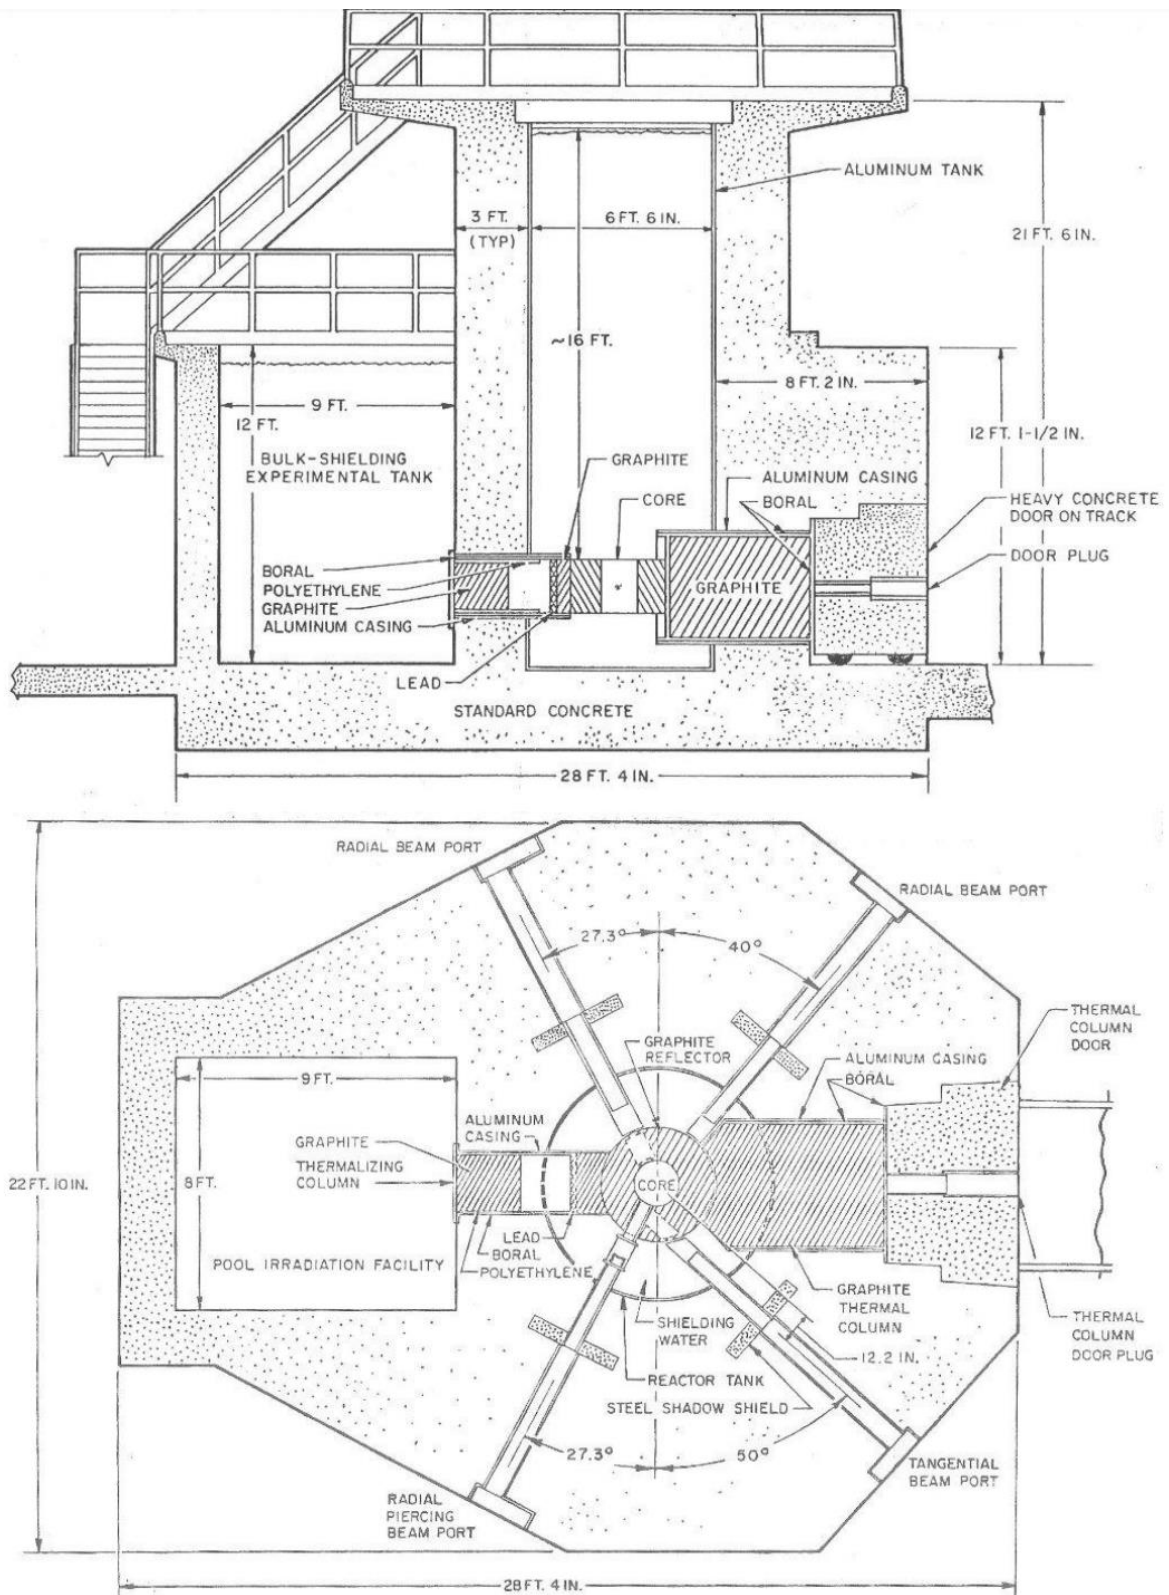 ALUMINUM TANK
3 FT.
(TYP)
6 FT. 6 IN.
21 FT. 6 IN.
~16 FT.
8 FT. 2 IN.
9 FT.
12 FT.
12 FT. 1-1/2 IN.
BULK-SHIELDING
EXPERIMENTAL TANK
GRAPHITE
CORE
ALUMINUM CASING
BORAL
HEAVY CONCRETE
DOOR ON TRACK
DOOR PLUG
BORAL
POLYETHYLENE
GRAPHITE
ALUMINUM CASING
GRAPHITE
LEAD
STANDARD CONCRETE
28 FT. 4 IN.
RADIAL BEAM PORT
RADIAL BEAM PORT
27.3°
40°
GRAPHITE
REFLECTOR
THERMAL
COLUMN
DOOR
ALUMINUM CASING
BORAL
9 FT.
ALUMINUM
CASING
GRAPHITE
THERMALIZING
COLUMN
22 FT. 10 IN.
8 FT.
CORE
LEAD
BORAL
POLYETHYLENE
POOL IRRADIATION FACILITY
SHIELDING
WATER
GRAPHITE
THERMAL
COLUMN
12.2 IN.
THERMAL
COLUMN
DOOR PLUG
REACTOR TANK
STEEL SHADOW SHIELD
27.3°
50°
TANGENTIAL
BEAM PORT
RADIAL
PIERCING
BEAM PORT
28 FT. 4 IN.